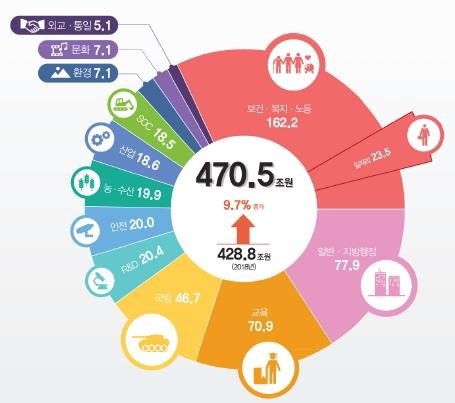 외교 · 통일 5.1
문화 7.1
환경 7.1
SOC 18.5
산업 18.6
농·수산 19.9
안전 20.0
R&D 20.4
국방 46.7
교육
70.9
일반 · 지방행정
77.9
일자리 23.5
보건 · 복지 · 노동
162.2
470.5조원
9.7% 증가
428.8조원
(2018년)